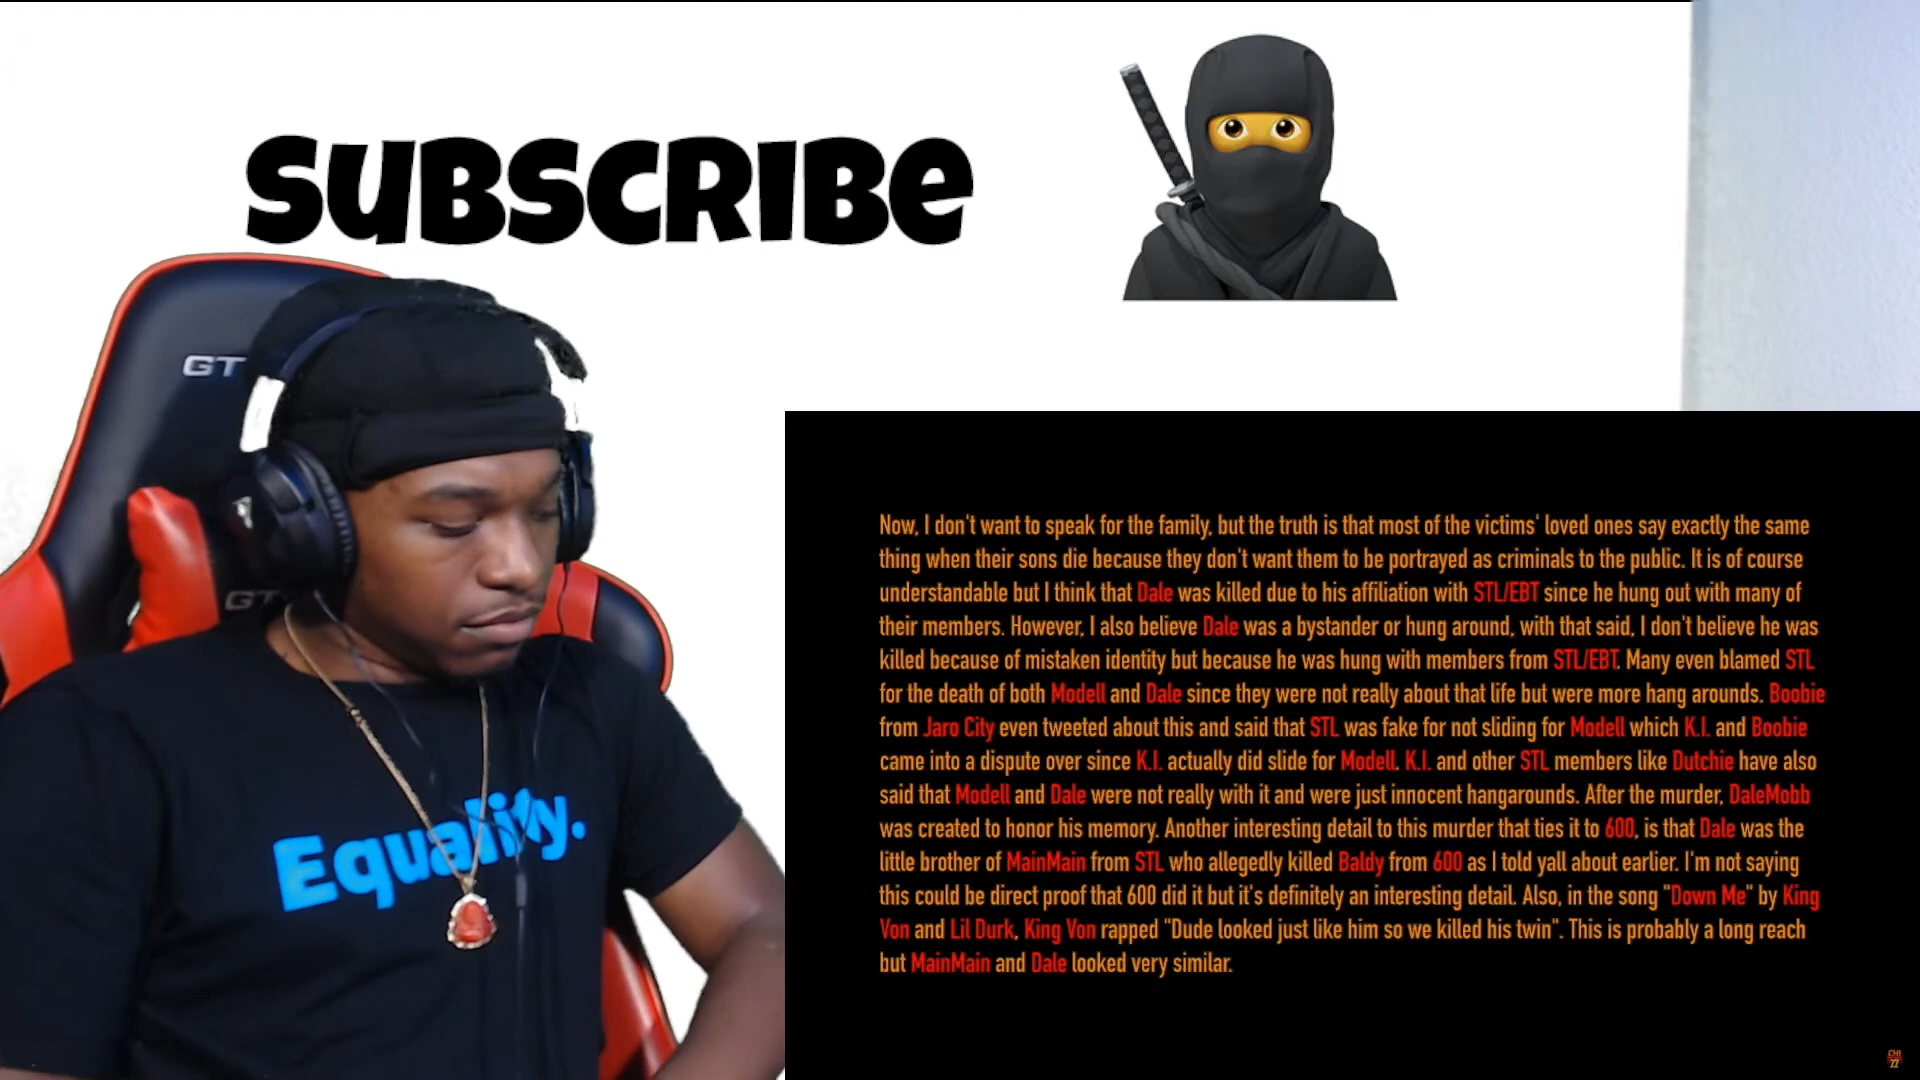 SUBSCRIBE
GT
GT
Equality.
Now, I don't want to speak for the family, but the truth is that most of the victims' loved ones say exactly the same
thing when their sons die because they don't want them to be portrayed as criminals to the public. It is of course
understandable but I think that Dale was killed due to his affiliation with STL/EBT since he hung out with many of
their members. However, I also believe Dale was a bystander or hung around, with that said, I don't believe he was
killed because of mistaken identity but because he was hung with members from STL/EBT. Many even blamed STL
for the death of both Modell and Dale since they were not really about that life but were more hang arounds. Boobie
from Jaro City even tweeted about this and said that STL was fake for not sliding for Modell which K.I. and Boobie
came into a dispute over since K.I. actually did slide for Modell. K.I. and other STL members like Dutchie have also
said that Modell and Dale were not really with it and were just innocent hangarounds. After the murder, DaleMobb
was created to honor his memory. Another interesting detail to this murder that ties it to 600, is that Dale was the
little brother of MainMain from STL who allegedly killed Baldy from 600 as I told yall about earlier. I'm not saying
this could be direct proof that 600 did it but it's definitely an interesting detail. Also, in the song "Down Me" by King
Von and Lil Durk, King Von rapped "Dude looked just like him so we killed his twin". This is probably a long reach
but MainMain and Dale looked very similar.